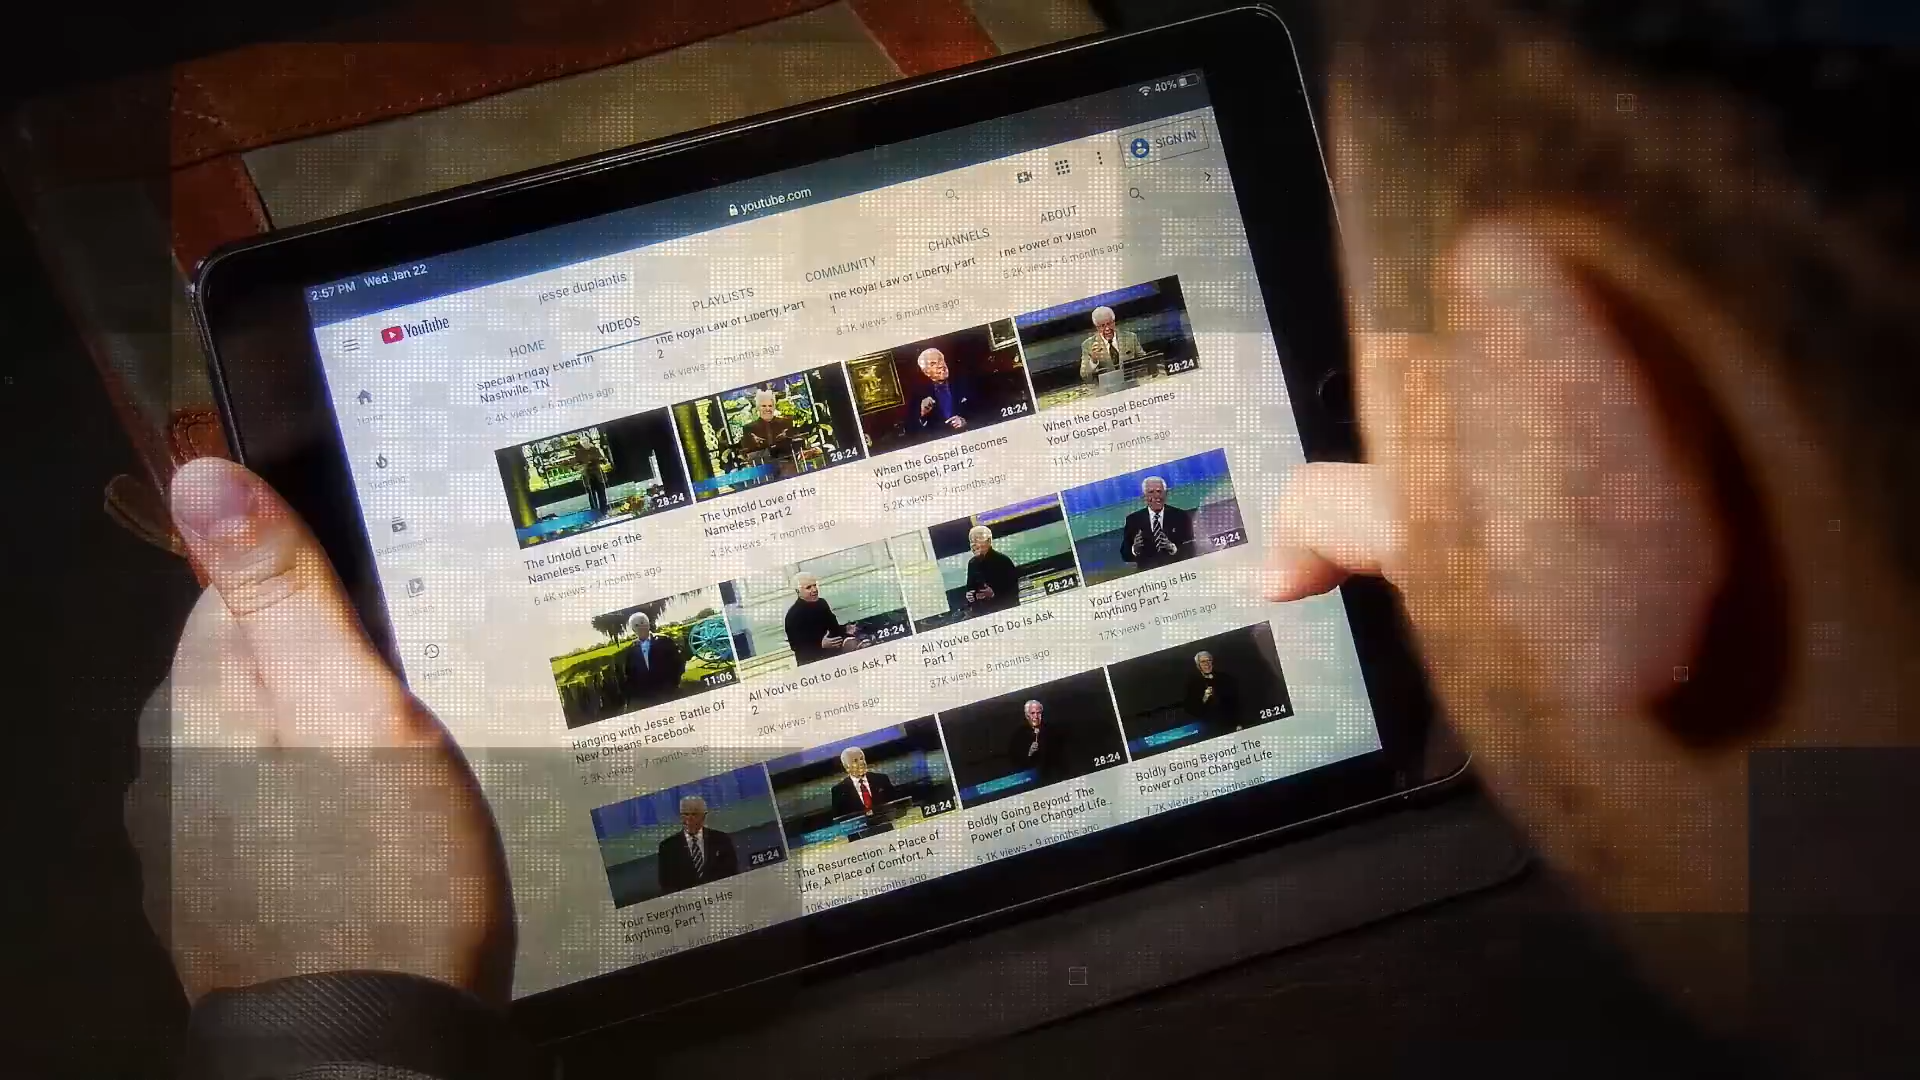 2:57 PM Wed Jan 22
40%
youtube.com
YouTube
jesse duplantis
SIGN IN
HOME
VIDEOS
PLAYLISTS
COMMUNITY
CHANNELS
ABOUT
Home
Trending
Subscriptions
Library
History
Special Friday Event in
Nashville, TN
2.4K views • 6 months ago
The Royal Law of Liberty, Part
2
6K views • 6 months ago
The Royal Law of Liberty, Part
1
8.1K views • 6 months ago
The Power of Vision
6.2K views • 6 months ago
28:24
The Untold Love of the
Nameless, Part 1
6.4K views • 7 months ago
28:24
The Untold Love of the
Nameless, Part 2
4.3K views • 7 months ago
28:24
When the Gospel Becomes
Your Gospel, Part 2
5.2K views • 7 months ago
28:24
When the Gospel Becomes
Your Gospel, Part 1
11K views • 7 months ago
11:06
Hanging with Jesse: Battle Of
New Orleans Facebook
2.3K views • 7 months ago
28:24
All You've Got to do is Ask, Pt
2
20K views • 8 months ago
28:24
All You've Got To Do Is Ask
Part 1
37K views • 8 months ago
28:24
Your Everything is His
Anything Part 2
17K views • 8 months ago
28:24
Your Everything Is His
Anything, Part 1
views • 8 months ago
28:24
The Resurrection: A Place of
Life, A Place of Comfort, A...
10K views • 9 months ago
28:24
Boldly Going Beyond: The
Power of One Changed Life...
5.1K views • 9 months ago
28:24
Boldly Going Beyond: The
Power of One Changed Life...
7.7K views • 9 months ago